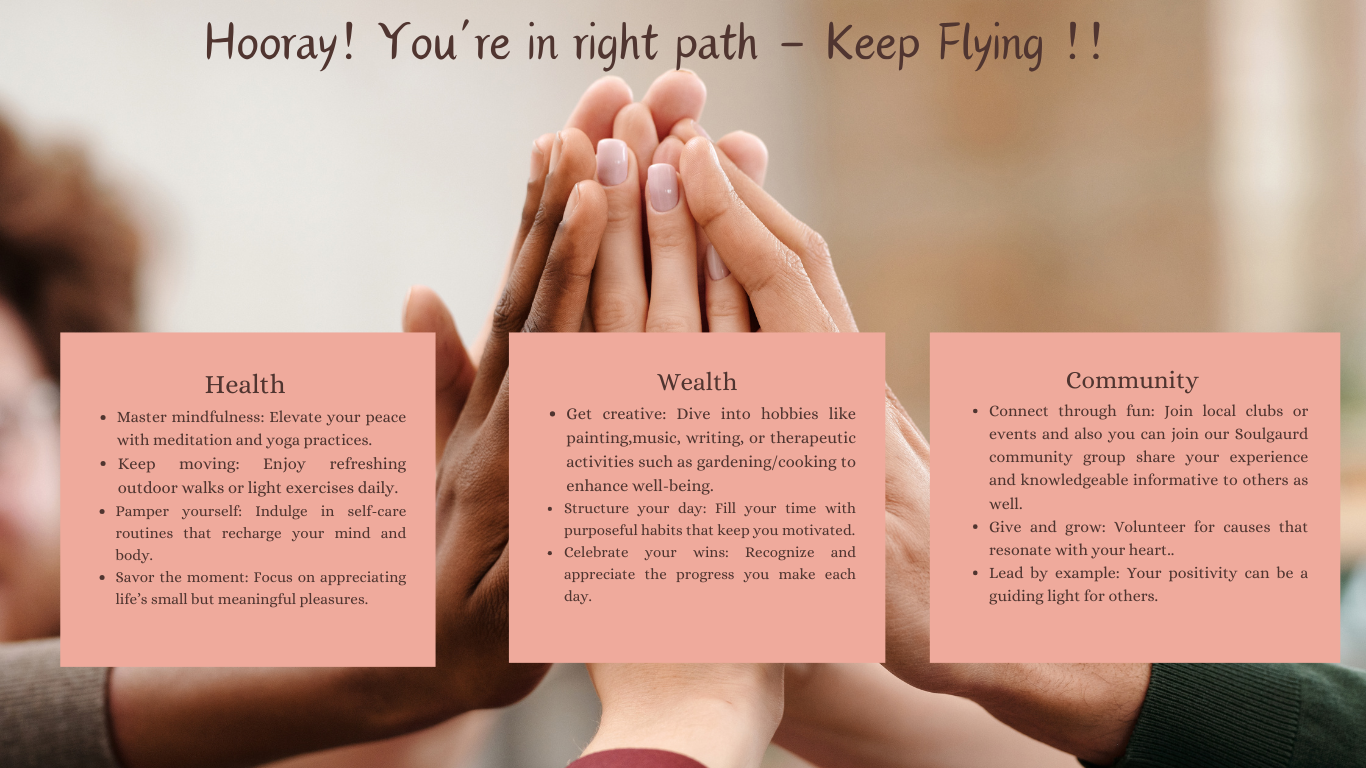 Hooray! You're in right path - Keep Flying !!
Health
• Master mindfulness: Elevate your peace
with meditation and yoga practices.
• Keep moving: Enjoy refreshing
outdoor walks or light exercises daily.
• Pamper yourself: Indulge in self-care
routines that recharge your mind and
body.
• Savor the moment: Focus on appreciating
life's small but meaningful pleasures.
Wealth
• Get creative: Dive into hobbies like
painting,music, writing, or therapeutic
activities such as gardening/cooking to
enhance well-being.
• Structure your day: Fill your time with
purposeful habits that keep you motivated.
• Celebrate your wins: Recognize and
appreciate the progress you make each
day.
Community
• Connect through fun: Join local clubs or
events and also you can join our Soulgaurd
community group share your experience
and knowledgeable informative to others as
well.
• Give and grow: Volunteer for causes that
resonate with your heart..
• Lead by example: Your positivity can be a
guiding light for others.